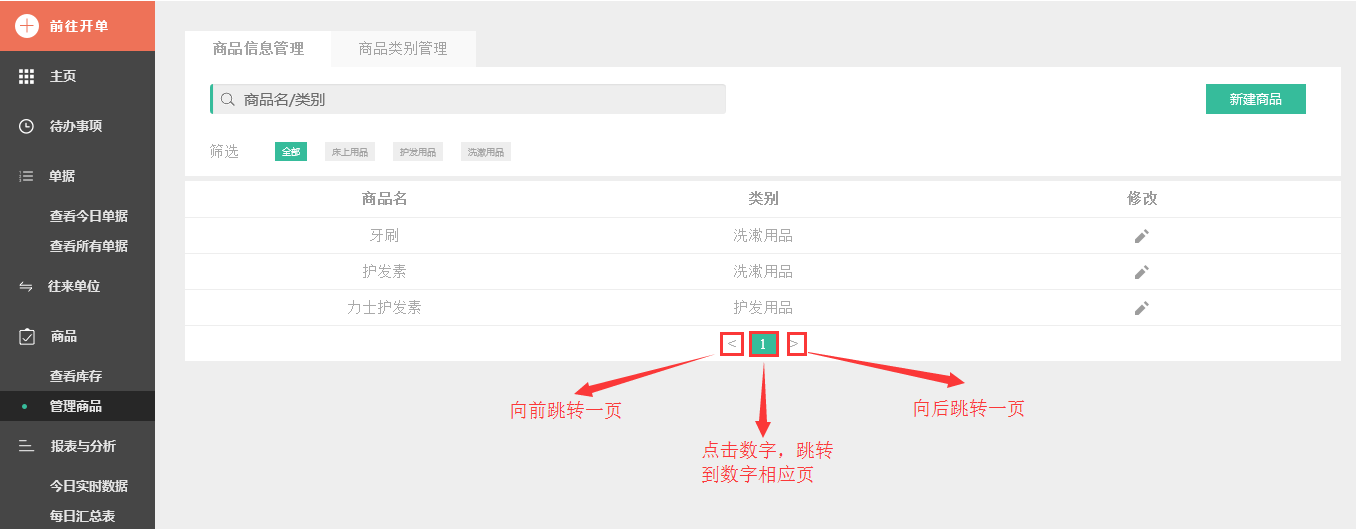 前往开单
主页
待办事项
单据
查看今日单据
查看所有单据
往来单位
商品
查看库存
管理商品
报表与分析
今日实时数据
每日汇总表
商品信息管理 商品类别管理
商品名/类别 新建商品
筛选 全部 床上用品 护发用品 洗漱用品
商品名 类别 修改
牙刷 洗漱用品
护发素 洗漱用品
力士护发素 护发用品
< 1 >
向前跳转一页
向后跳转一页
点击数字，跳转
到数字相应页